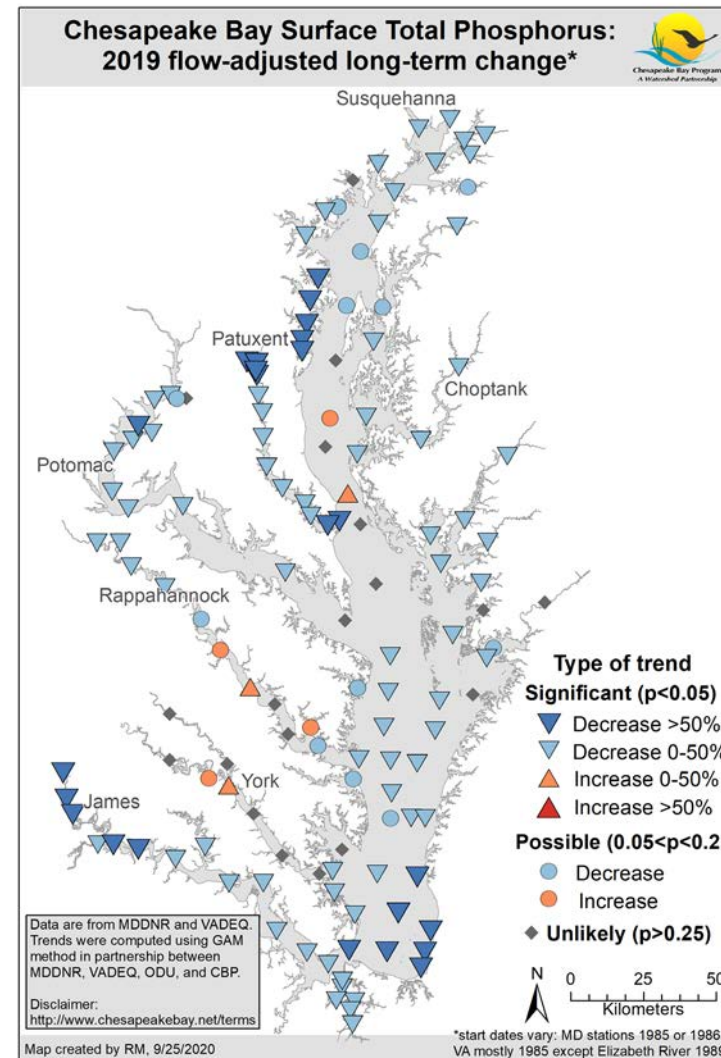 Chesapeake Bay Surface Total Phosphorus:
2019 flow-adjusted long-term change*
Chesapeake Bay Program
A Watershed Partnership
Susquehanna
Patuxent
Choptank
Potomac
Rappahannock
York
James
Type of trend
Significant (p<0.05)
Decrease >50%
Decrease 0-50%
Increase 0-50%
Increase >50%
Possible (0.05<p<0.2
Decrease
Increase
Unlikely (p>0.25)
Data are from MDDNR and VADEQ.
Trends were computed using GAM
method in partnership between
MDDNR, VADEQ, ODU, and CBP.
Disclaimer:
http://www.chesapeakebay.net/terms
N
0 25 50
Kilometers
*start dates vary: MD stations 1985 or 1986
VA mostly 1985 except Elizabeth River 1989
Map created by RM, 9/25/2020